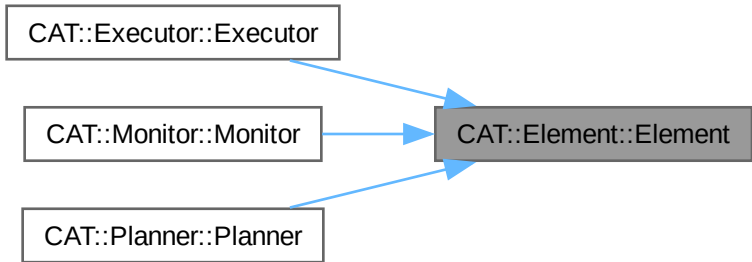 CAT::Executor::Executor
CAT::Monitor::Monitor
CAT::Element::Element
CAT::Planner::Planner